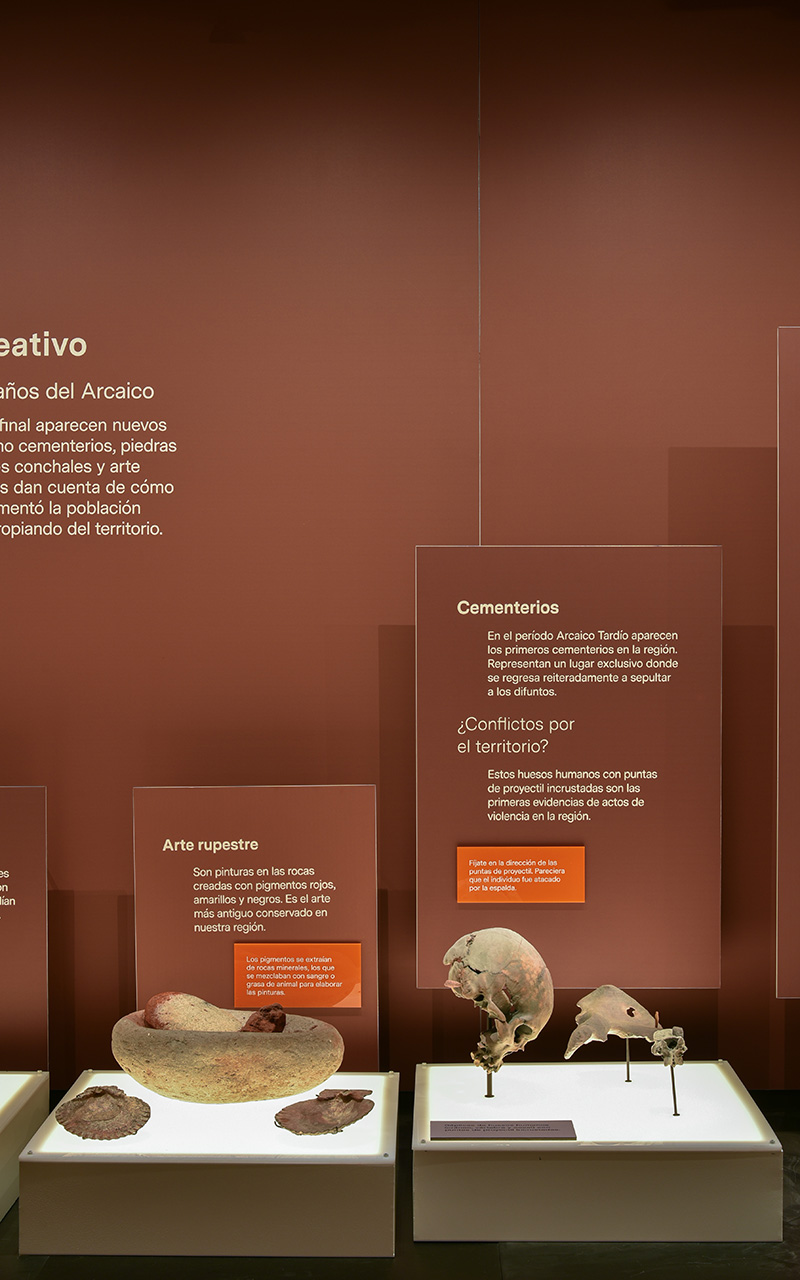 eativo
años del Arcaico
final aparecen nuevos
no cementerios, piedras
s conchales y arte
s dan cuenta de cómo
mentó la población
ropiando del territorio.
Cementerios
En el período Arcaico Tardío aparecen
los primeros cementerios en la región.
Representan un lugar exclusivo donde
se regresa reiteradamente a sepultar
a los difuntos.
¿Conflictos por
el territorio?
Estos huesos humanos con puntas
de proyectil incrustadas son las
primeras evidencias de actos de
violencia en la región.
Fíjate en la dirección de las
puntas de proyectil. Pareciera
que el individuo fue atacado
por la espalda.
Arte rupestre
Son pinturas en las rocas
creadas con pigmentos rojos,
amarillos y negros. Es el arte
más antiguo conservado en
nuestra región.
Los pigmentos se extraían
de rocas minerales, los que
se mezclaban con sangre o
grasa de animal para elaborar
las pinturas.
es
on
lían